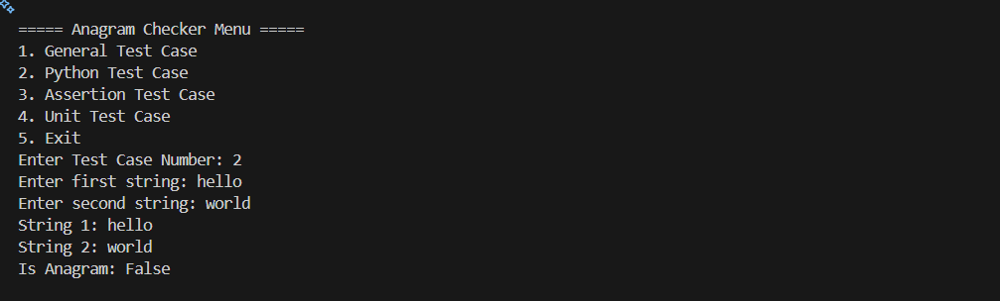 ===== Anagram Checker Menu =====
1. General Test Case
2. Python Test Case
3. Assertion Test Case
4. Unit Test Case
5. Exit
Enter Test Case Number: 2
Enter first string: hello
Enter second string: world
String 1: hello
String 2: world
Is Anagram: False